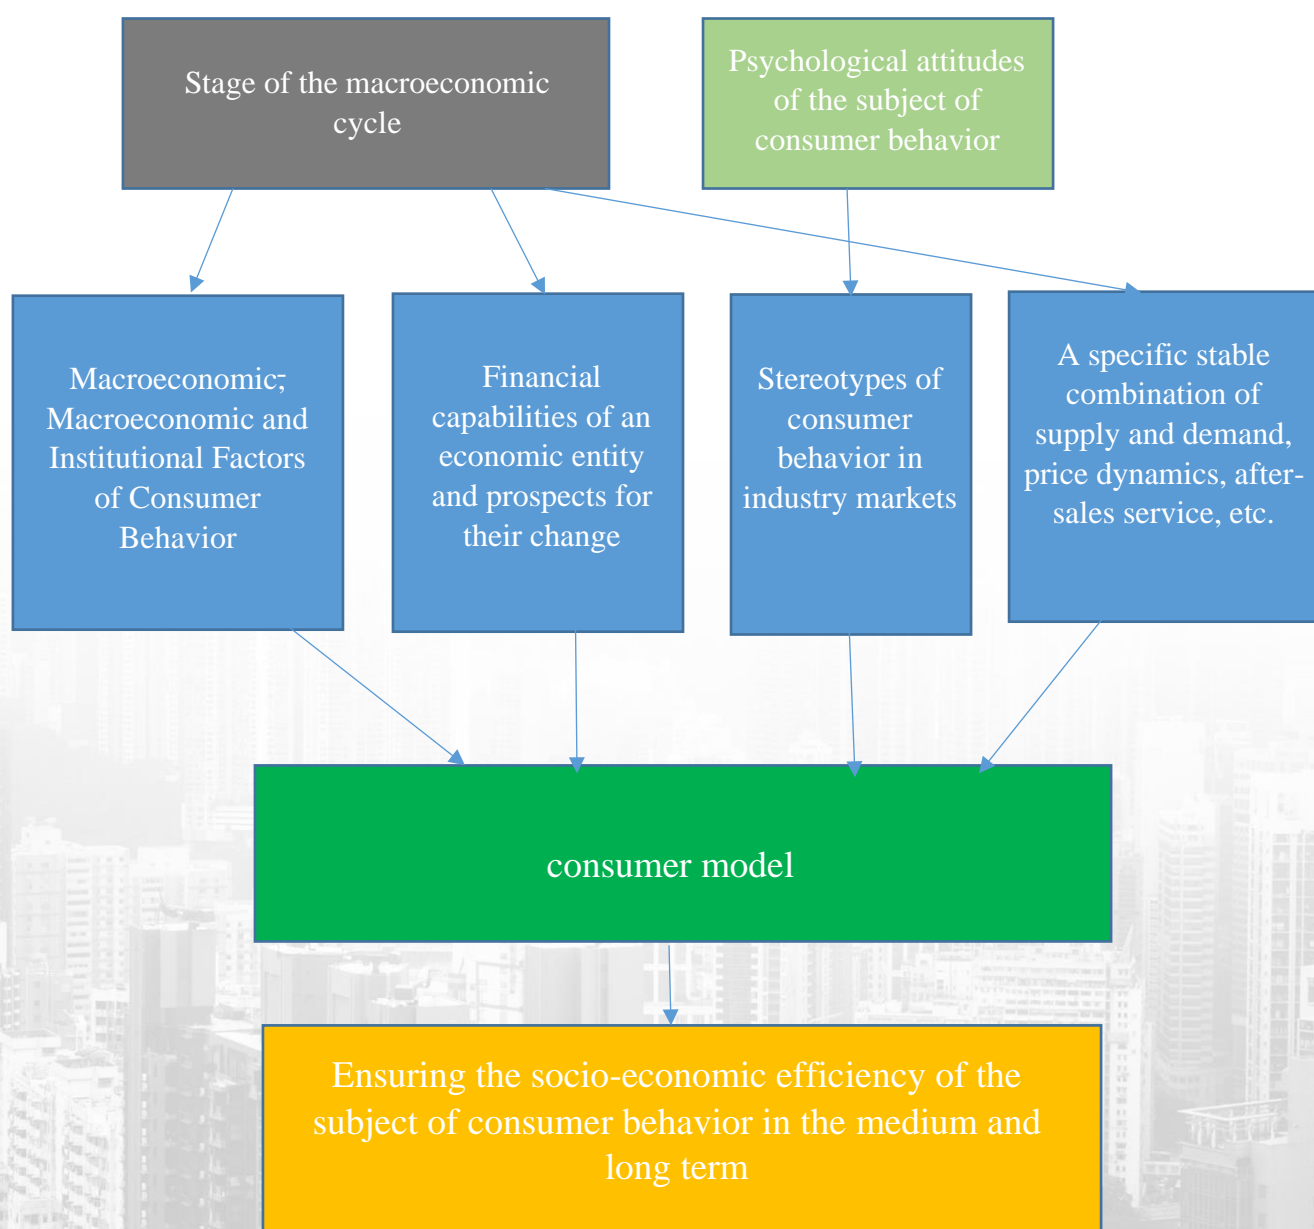 Stage of the macroeconomic
cycle
Psychological attitudes
of the subject of
consumer behavior
Macroeconomic,
Macroeconomic and
Institutional Factors
of Consumer
Behavior
Financial
capabilities of an
economic entity
and prospects for
their change
Stereotypes of
consumer
behavior in
industry markets
A specific stable
combination of
supply and demand,
price dynamics, after-
sales service, etc.
consumer model
Ensuring the socio-economic efficiency of the
subject of consumer behavior in the medium and
long term